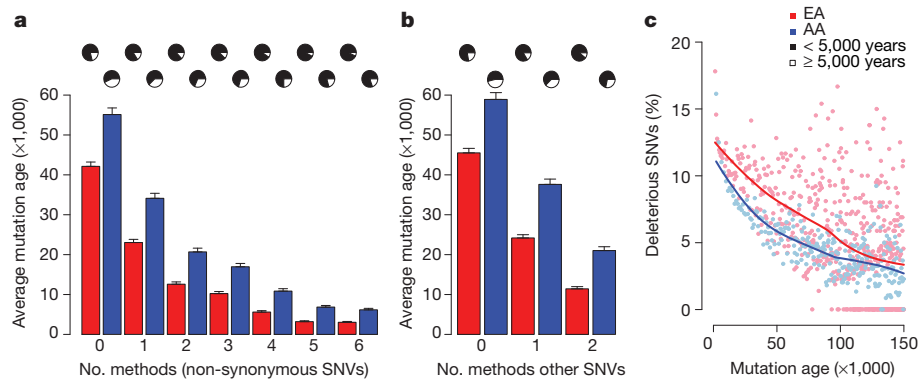 a
Average mutation age (×1,000)
60
50
40
30
20
10
0
0 1 2 3 4 5 6
No. methods (non-synonymous SNVs)
b
Average mutation age (×1,000)
60
50
40
30
20
10
0
0 1 2
No. methods other SNVs
c
EA
AA
< 5,000 years
≥ 5,000 years
Deleterious SNVs (%)
20
15
10
5
0
0 50 100 150
Mutation age (×1,000)